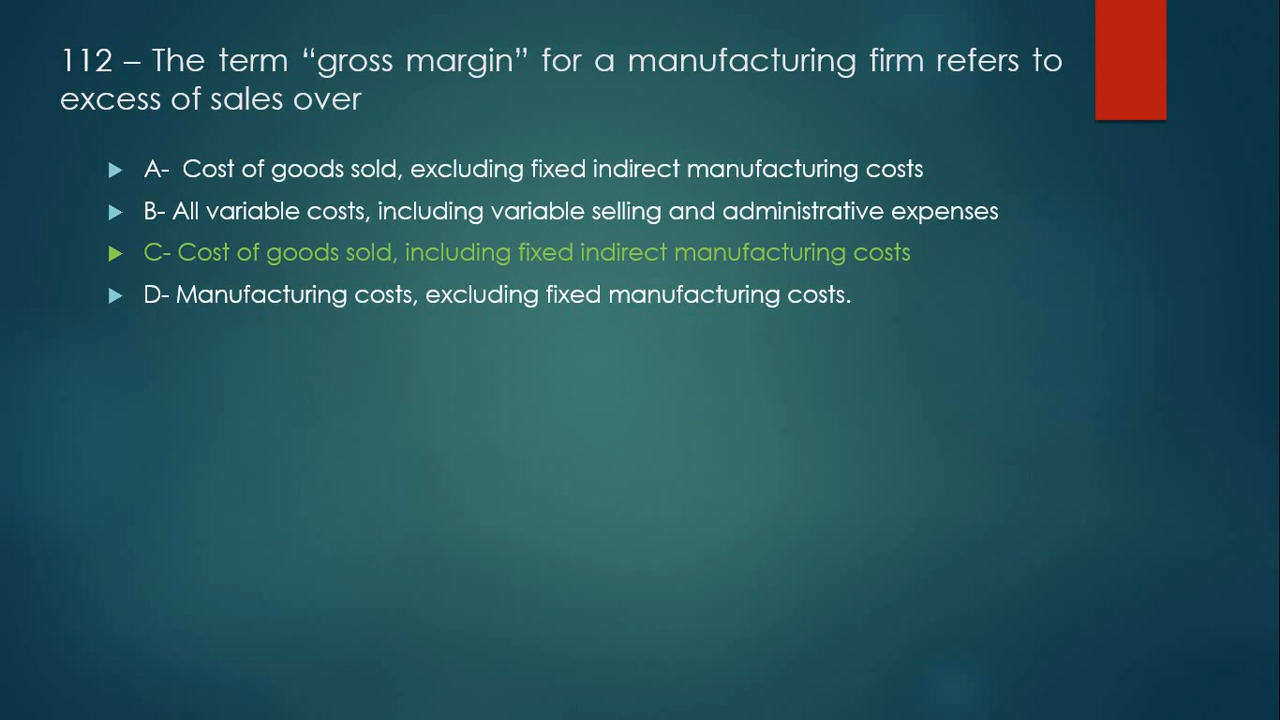 112 – The term “gross margin” for a manufacturing firm refers to
excess of sales over
A- Cost of goods sold, excluding fixed indirect manufacturing costs
B- All variable costs, including variable selling and administrative expenses
C- Cost of goods sold, including fixed indirect manufacturing costs
D- Manufacturing costs, excluding fixed manufacturing costs.